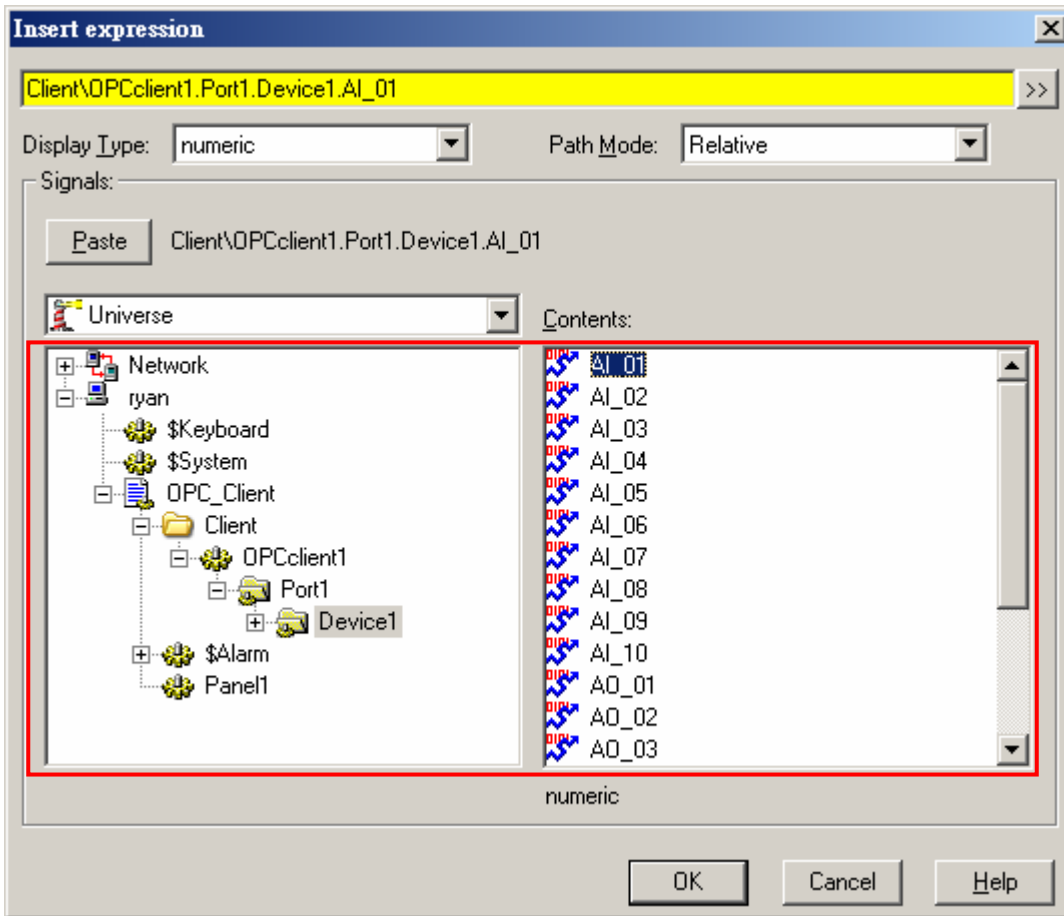 Insert expression
Client\OPCclient1.Port1.Device1.AI_01 >>
Display Type: numeric Path Mode: Relative
Signals:
Paste Client\OPCclient1.Port1.Device1.AI_01
Universe
Contents:
Network
ryan
$Keyboard
$System
OPC_Client
Client
OPCclient1
Port1
Device1
$Alarm
Panel1
AI_01
AI_02
AI_03
AI_04
AI_05
AI_06
AI_07
AI_08
AI_09
AI_10
AO_01
AO_02
AO_03
numeric
OK Cancel Help